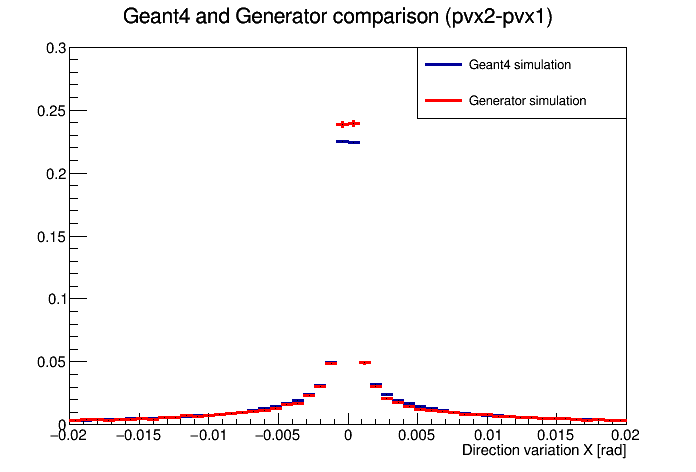 Geant4 and Generator comparison (pvx2-pvx1)
0.3
Geant4 simulation
Generator simulation
0.25
0.2
0.15
0.1
0.05
0
−0.02 −0.015 −0.01 −0.005 0 0.005 0.01 0.015 0.02
Direction variation X [rad]